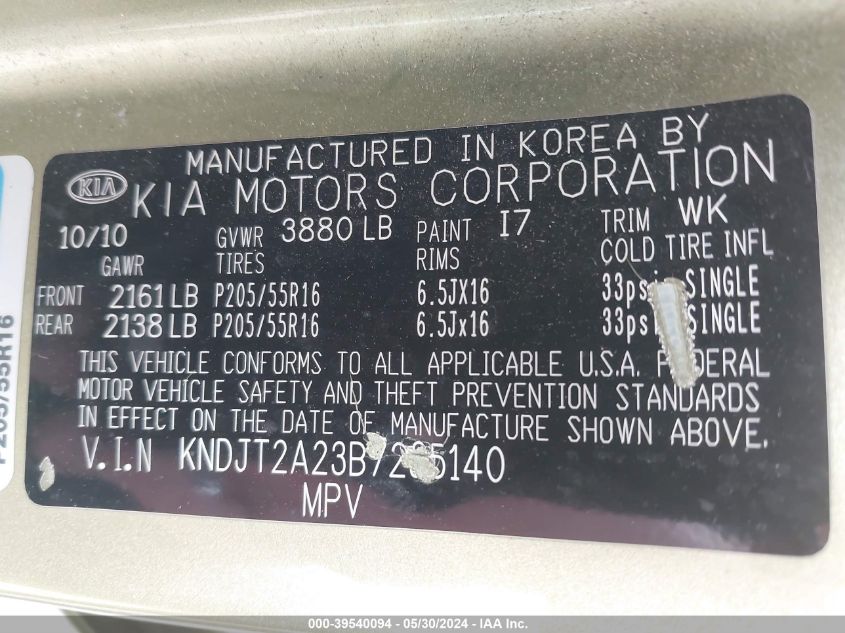 MANUFACTURED IN KOREA BY
KIA KIA MOTORS CORPORATION
10/10 GVWR 3880 LB PAINT I7 TRIM WK
GAWR TIRES RIMS COLD TIRE INFL
FRONT 2161 LB P205/55R16 6.5JX16 SINGLE
REAR 2138 LB P205/55R16 6.5Jx16 SINGLE
THIS VEHICLE CONFORMS TO ALL APPLICABLE U.S.A.
MOTOR VEHICLE SAFETY AND THEFT PREVENTION STANDARDS
IN EFFECT ON THE DATE OF MANUFACTURE SHOWN ABOVE.
V.I.N
MPV
P205/55R16
000-39540094 - 05/30/2024 - IAA Inc.